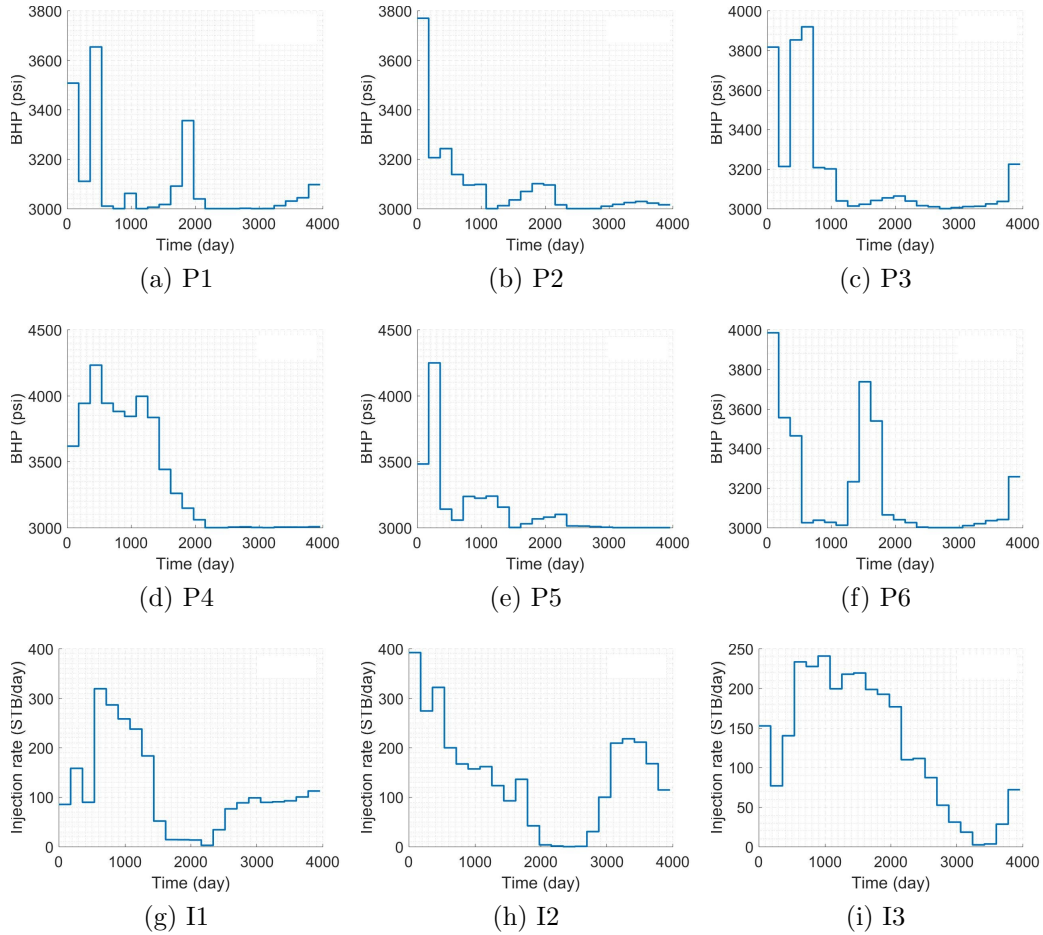 BHP (psi)
3800
3600
3400
3200
3000
0 1000 2000 3000 4000
Time (day)
(a) P1
BHP (psi)
3800
3600
3400
3200
3000
0 1000 2000 3000 4000
Time (day)
(b) P2
BHP (psi)
4000
3800
3600
3400
3200
3000
0 1000 2000 3000 4000
Time (day)
(c) P3
BHP (psi)
4500
4000
3500
3000
0 1000 2000 3000 4000
Time (day)
(d) P4
BHP (psi)
4500
4000
3500
3000
0 1000 2000 3000 4000
Time (day)
(e) P5
BHP (psi)
4000
3800
3600
3400
3200
3000
0 1000 2000 3000 4000
Time (day)
(f) P6
Injection rate (STB/day)
400
300
200
100
0
0 1000 2000 3000 4000
Time (day)
(g) I1
Injection rate (STB/day)
400
300
200
100
0
0 1000 2000 3000 4000
Time (day)
(h) I2
Injection rate (STB/day)
250
200
150
100
50
0
0 1000 2000 3000 4000
Time (day)
(i) I3